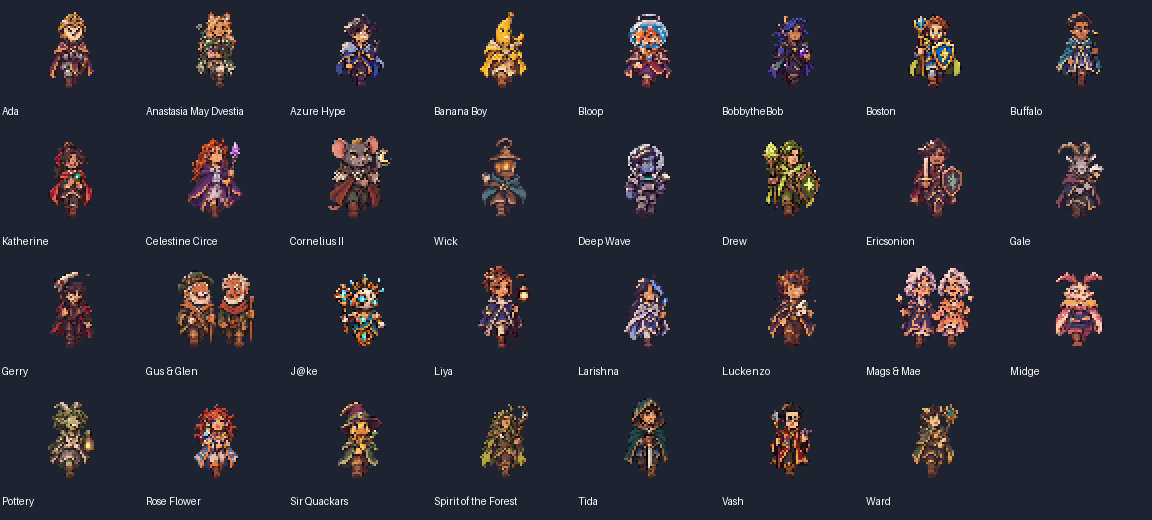 Ada
Anastasia May Dvestia
Azure Hype
Banana Boy
Bloop
BobbytheBob
Boston
Buffalo
Katherine
Celestine Circe
Cornelius II
Wick
Deep Wave
Drew
Ericsonion
Gale
Gerry
Gus & Glen
J@ke
Liya
Larishna
Luckenzo
Mags & Mae
Midge
Pottery
Rose Flower
Sir Quackars
Spirit of the Forest
Tida
Vash
Ward